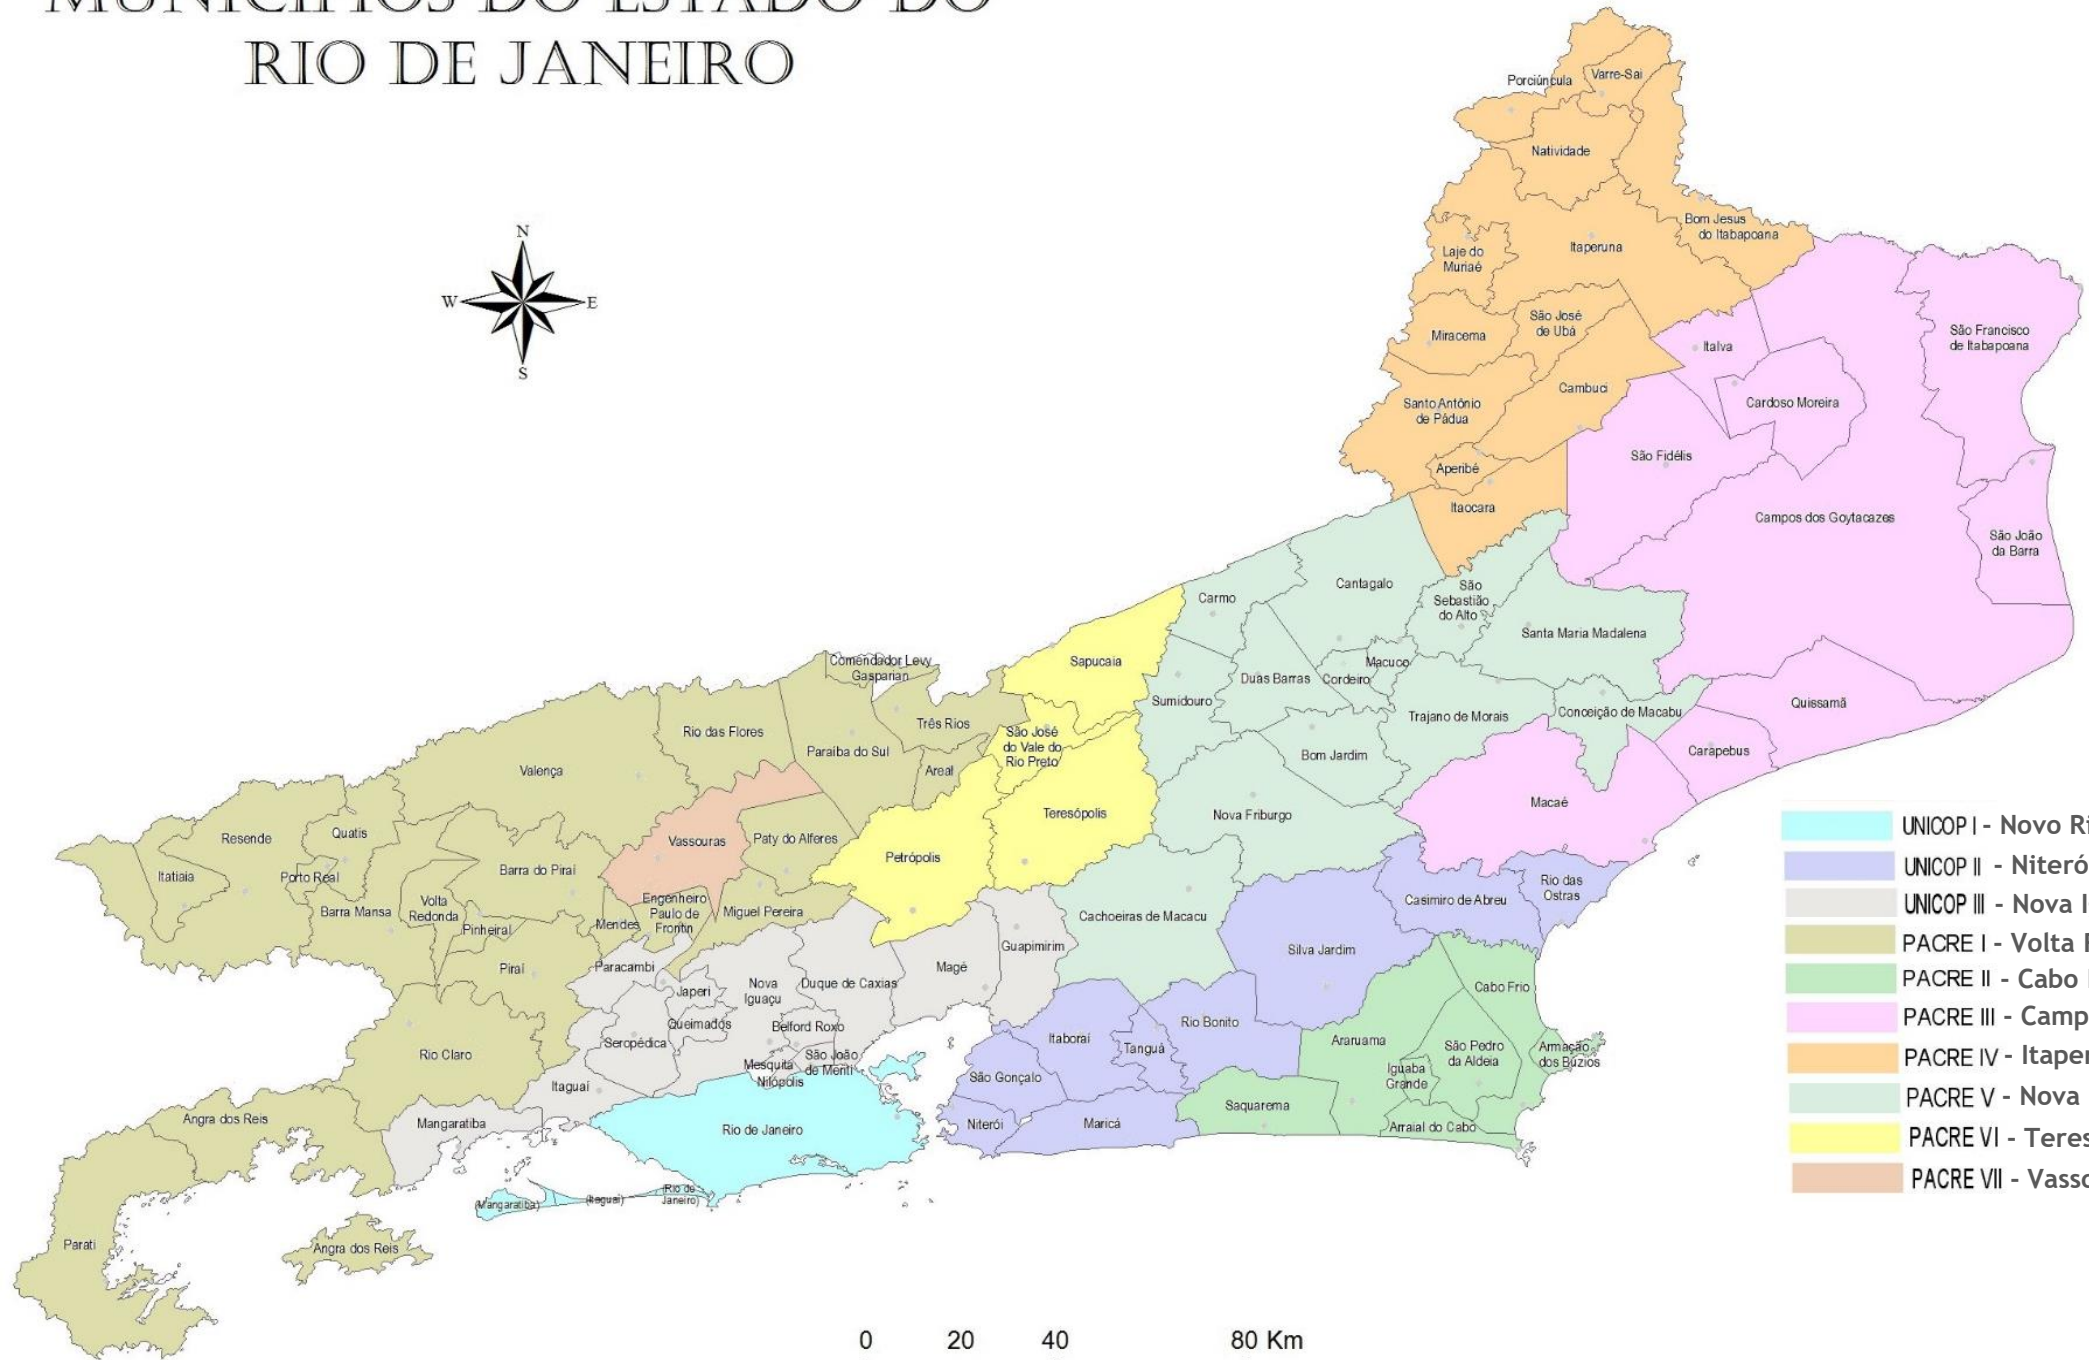 MUNICÍPIOS DO ESTADO DO
RIO DE JANEIRO
N
W
E
S
Porciúncula
Varre-Sai
Natividade
Bom Jesus
do Itabapoana
Itaperuna
Laje do
Muriaé
São José
de Ubá
Miracema
Italva
São Francisco
de Itabapoana
Cambuci
Cardoso Moreira
Santo Antônio
de Pádua
São Fidélis
Aperibé
Itaocara
Campos dos Goytacazes
São João
da Barra
Cantagalo
Carmo
São
Sebastião
do Alto
Santa Maria Madalena
Sapucaia
Macuco
Comendador Levy
Gasparian
Duas Barras
Cordeiro
Sumidouro
Quissamã
Conceição de Macabu
Trajano de Morais
Três Rios
Rio das Flores
São José
do Vale do
Rio Preto
Paraíba do Sul
Carapebus
Bom Jardim
Valença
Areal
Macaé
Teresópolis
Nova Friburgo
Quatis
Resende
Vassouras
Paty do Alferes
Petrópolis
Barra do Piraí
Itatiaia
Porto Real
Rio das
Ostras
Volta
Redonda
Engenheiro
Paulo de
Frontin
Casimiro de Abreu
Barra Mansa
Miguel Pereira
Cachoeiras de Macacu
Mendes
Pinheiral
Guapimirim
Silva Jardim
Piraí
Paracambi
Magé
Nova
Iguaçu
Duque de Caxias
Japeri
Cabo Frio
Queimados
Belford Roxo
Rio Bonito
Itaboraí
Araruama
Seropédica
Tanguá
São Pedro
da Aldeia
Armação
dos Búzios
Rio Claro
Mesquita
São João
de Meriti
Nilópolis
Iguaba
Grande
São Gonçalo
Itaguaí
Saquarema
Angra dos Reis
Mangaratiba
Rio de Janeiro
Niterói
Maricá
Arraial do Cabo
(Mangaratiba)
(Itaguaí)
(Rio de
Janeiro)
Parati
Angra dos Reis
UNICOP I - Novo Ri
UNICOP II - Niteró
UNICOP III - Nova I
PACRE I - Volta
PACRE II - Cabo
PACRE III - Camp
PACRE IV - Itaper
PACRE V - Nova
PACRE VI - Teres
PACRE VII - Vasso
0 20 40 80 Km